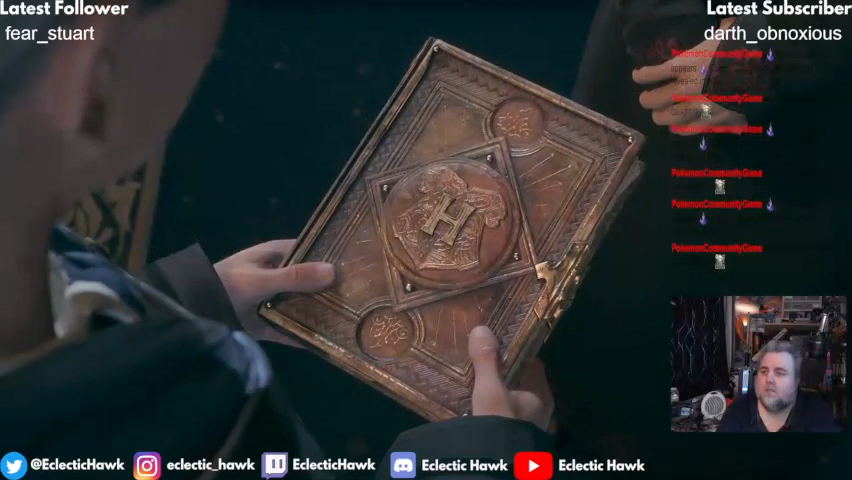 Latest Follower
fear_stuart
Latest Subscriber
darth_obnoxious
PokemonCommunityGame
appears
PokemonCommunityGame
PokemonCommunityGame
PokemonCommunityGame
PokemonCommunityGame
PokemonCommunityGame
H
@EclecticHawk
eclectic_hawk
EclecticHawk
Eclectic Hawk
Eclectic Hawk